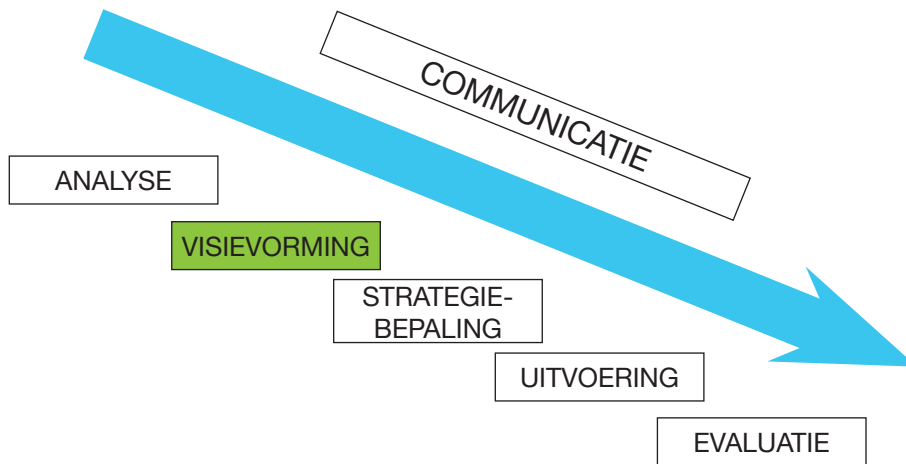 COMMUNICATIE
ANALYSE
VISIEVORMING
STRATEGIE-
BEPALING
UITVOERING
EVALUATIE